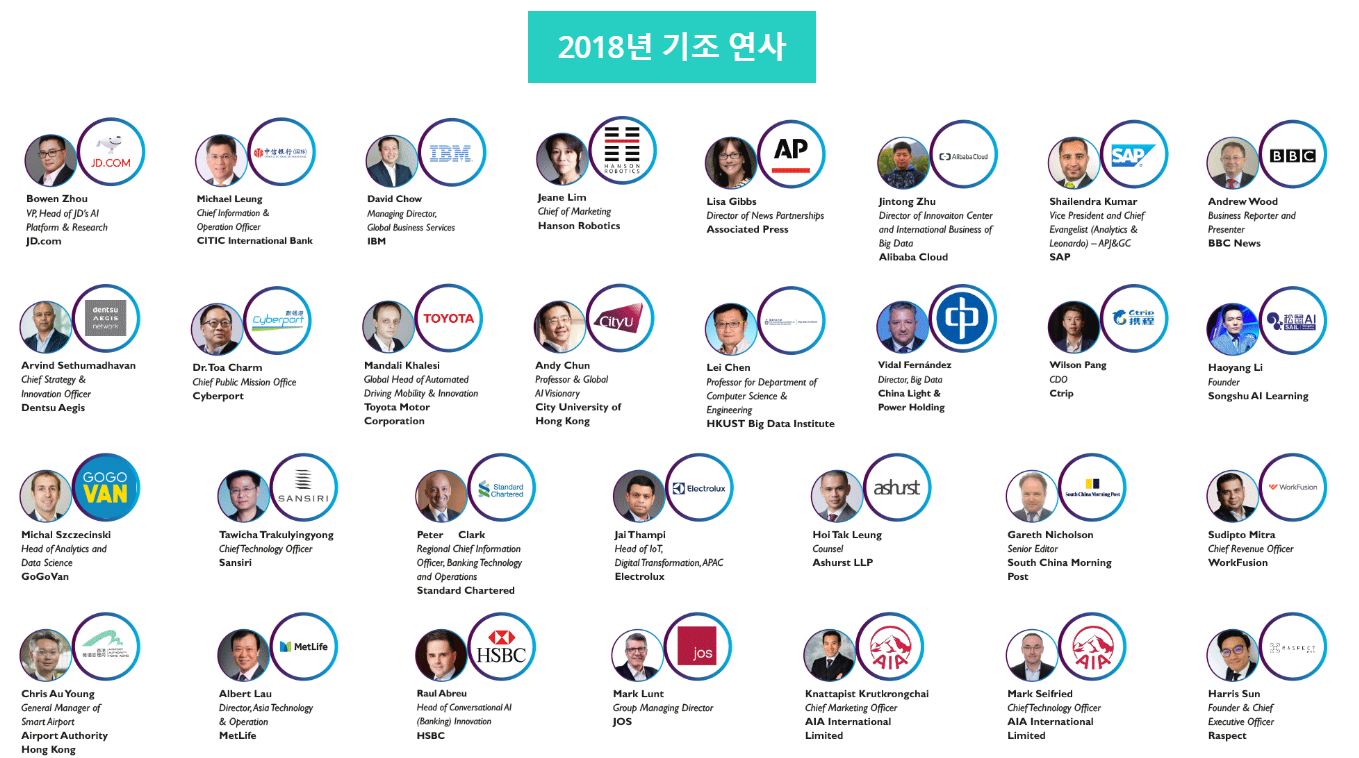 2018년 기조 연사
JD.COM
Bowen Zhou
VP, Head of JD's AI
Platform & Research
JD.com
中信银行(国际)
Michael Leung
Chief Information &
Operation Officer
CITIC International Bank
IBM
David Chow
Managing Director,
Global Business Services
IBM
HANSON
ROBOTICS
Jeane Lim
Chief of Marketing
Hanson Robotics
AP
Lisa Gibbs
Director of News Partnerships
Associated Press
Alibaba Cloud
Jintong Zhu
Director of Innovaiton Center
and International Business of
Big Data
Alibaba Cloud
SAP
Shailendra Kumar
Vice President and Chief
Evangelist (Analytics &
Leonardo) – APJ&GC
SAP
BBC
Andrew Wood
Business Reporter and
Presenter
BBC News
dentsu
AEGIS
network
Arvind Sethumadhavan
Chief Strategy &
Innovation Officer
Dentsu Aegis
Cyberport
Dr. Toa Charm
Chief Public Mission Office
Cyberport
TOYOTA
Mandali Khalesi
Global Head of Automated
Driving Mobility & Innovation
Toyota Motor
Corporation
CityU
Andy Chun
Professor & Global
AI Visionary
City University of
Hong Kong
Lei Chen
Professor for Department of
Computer Science &
Engineering
HKUST Big Data Institute
Vidal Fernández
Director, Big Data
China Light &
Power Holding
Ctrip
携程
Wilson Pang
CDO
Ctrip
松鼠AI
Haoyang Li
Founder
Songshu AI Learning
GOGO
VAN
Michal Szczecinski
Head of Analytics and
Data Science
GoGoVan
SANSIRI
Tawicha Trakulyingyong
Chief Technology Officer
Sansiri
Standard
Chartered
Peter Clark
Regional Chief Information
Officer, Banking Technology
and Operations
Standard Chartered
Electrolux
Jai Thampi
Head of IoT,
Digital Transformation, APAC
Electrolux
ashurst
Hoi Tak Leung
Counsel
Ashurst LLP
South China Morning Post
Gareth Nicholson
Senior Editor
South China Morning
Post
WorkFusion
Sudipto Mitra
Chief Revenue Officer
WorkFusion
Chris Au Young
General Manager of
Smart Airport
Airport Authority
Hong Kong
MetLife
Albert Lau
Director, Asia Technology
& Operation
MetLife
HSBC
Raul Abreu
Head of Conversational AI
(Banking) Innovation
HSBC
jos
Mark Lunt
Group Managing Director
JOS
AIA
Knattapist Krutkrongchai
Chief Marketing Officer
AIA International
Limited
AIA
Mark Seifried
Chief Technology Officer
AIA International
Limited
RASPECT
Harris Sun
Founder & Chief
Executive Officer
Raspect